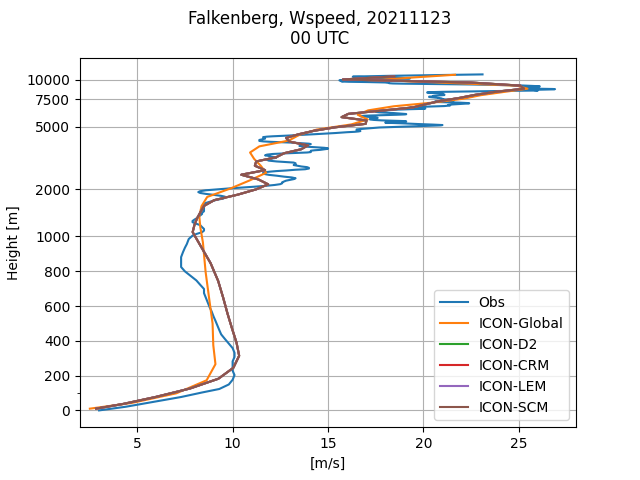 Falkenberg, Wspeed, 20211123
00 UTC
10000
7500
5000
2000
1000
800
600
400
200
0
Height [m]
5
10
15
20
25
[m/s]
Obs
ICON-Global
ICON-D2
ICON-CRM
ICON-LEM
ICON-SCM